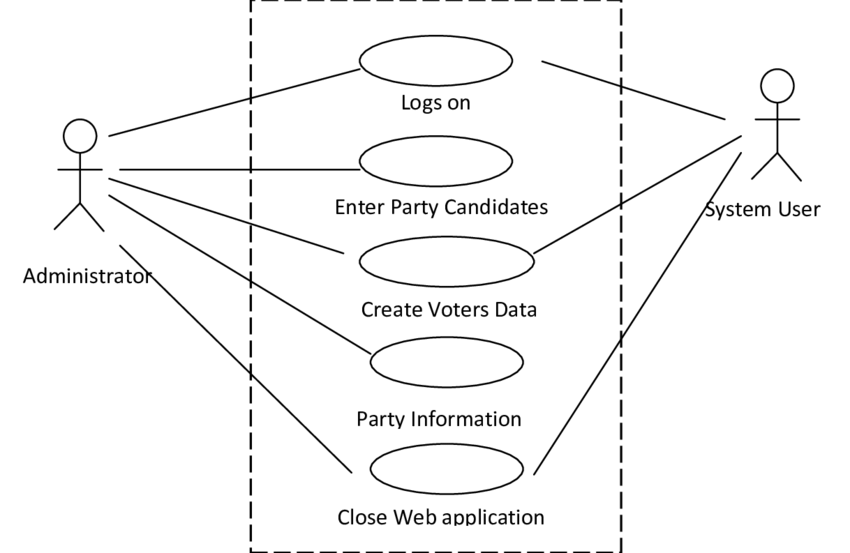 Logs on
Enter Party Candidates
System User
Administrator
Create Voters Data
Party Information
Close Web application